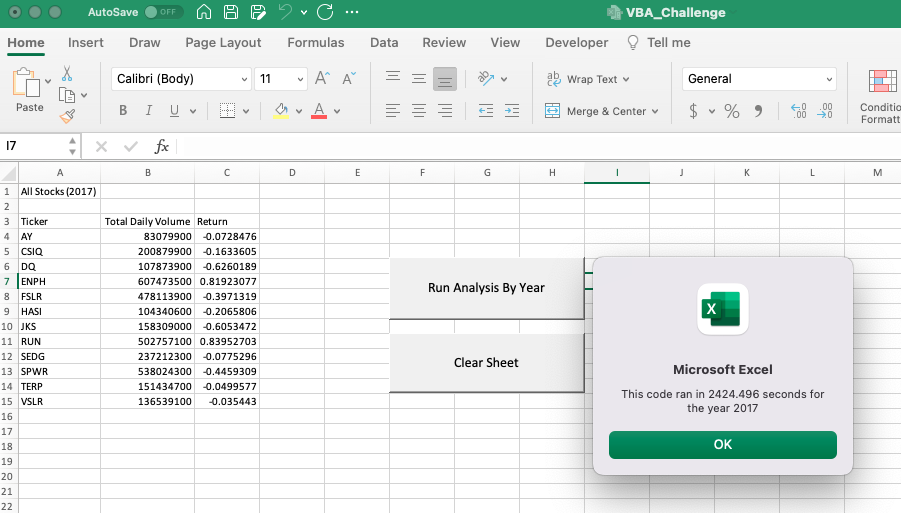 AutoSave OFF ... VBA_Challenge
Home Insert Draw Page Layout Formulas Data Review View Developer Tell me
Calibri (Body) 11 A^ A˅ ab Wrap Text General
Paste B I U A Merge & Center $ % 9 .00 .00 Conditio
Formatt
I7 fx
A B C D E F G H I J K L M
1 All Stocks (2017)
2
3 Ticker Total Daily Volume Return
4 AY 83079900 -0.0728476
5 CSIQ 200879900 -0.1633605
6 DQ 107873900 -0.6260189
7 ENPH 607473500 0.81923077
8 FSLR 478113900 -0.3971319
9 HASI 104340600 -0.2065806
10 JKS 158309000 -0.6053472
11 RUN 502757100 0.83952703
12 SEDG 237212300 -0.0775296
13 SPWR 538024300 -0.4459309
14 TERP 151434700 -0.0499577
15 VSLR 136539100 -0.035443
16
17
18
19
20
21
22
Run Analysis By Year
Clear Sheet
X
Microsoft Excel
This code ran in 2424.496 seconds for
the year 2017
OK